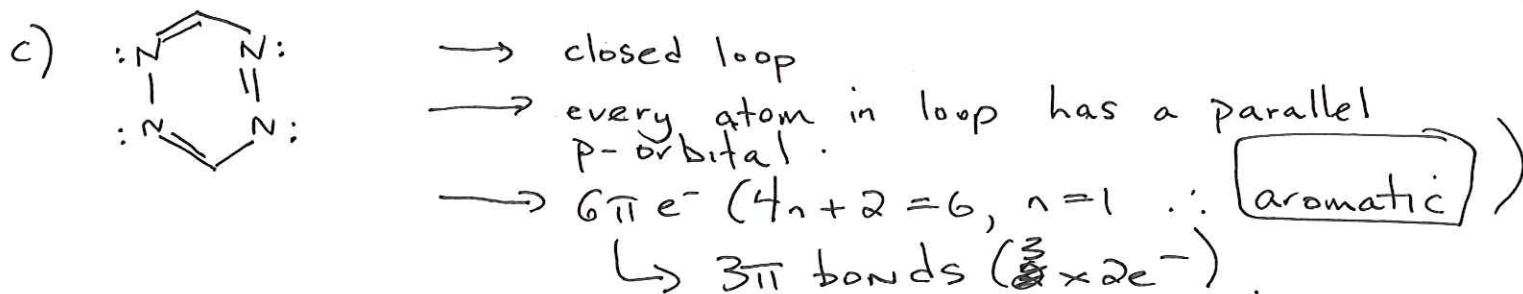 c) :N N: → closed loop
:N N: → every atom in loop has a parallel
p-orbital.
→ 6π e⁻ (4n+2=6, n=1 ∴ aromatic)
↳ 3π bonds (3 × 2e⁻).